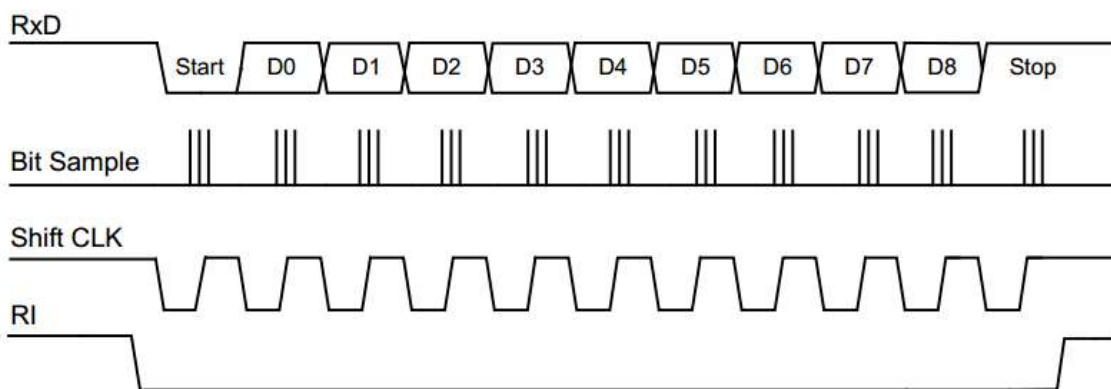 RxD
Start D0 D1 D2 D3 D4 D5 D6 D7 D8 Stop
Bit Sample
Shift CLK
RI